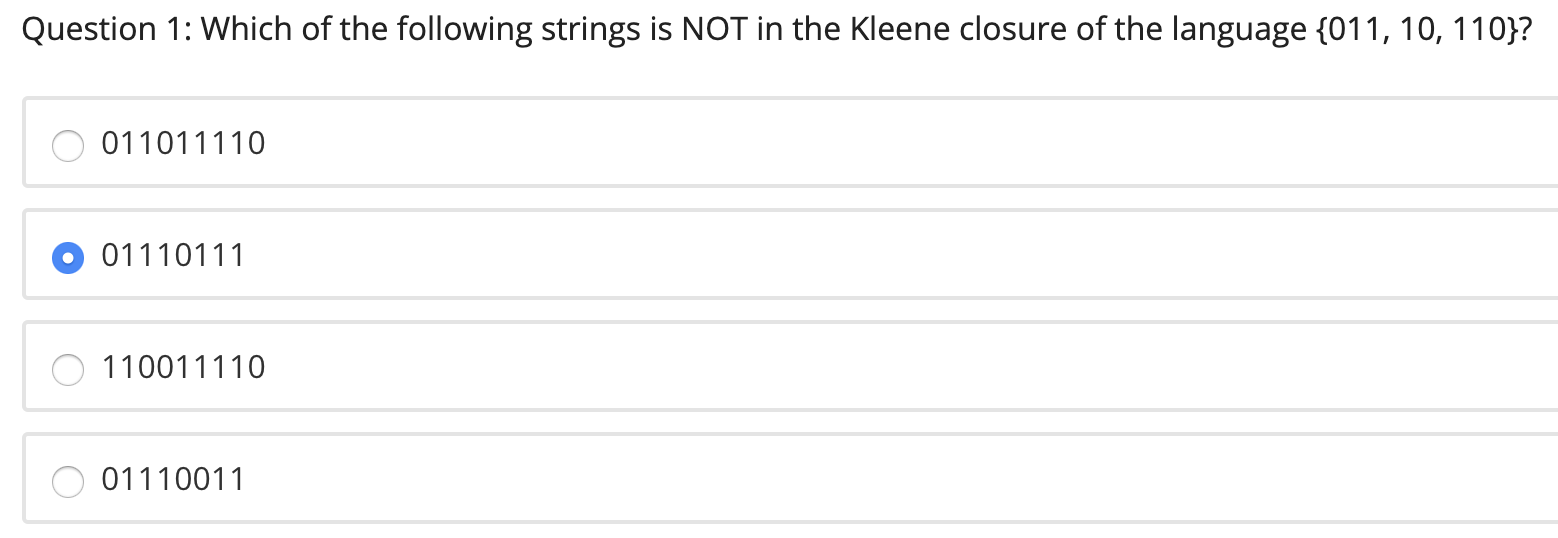 Question 1: Which of the following strings is NOT in the Kleene closure of the language {011, 10, 110}?
011011110
01110111
110011110
01110011